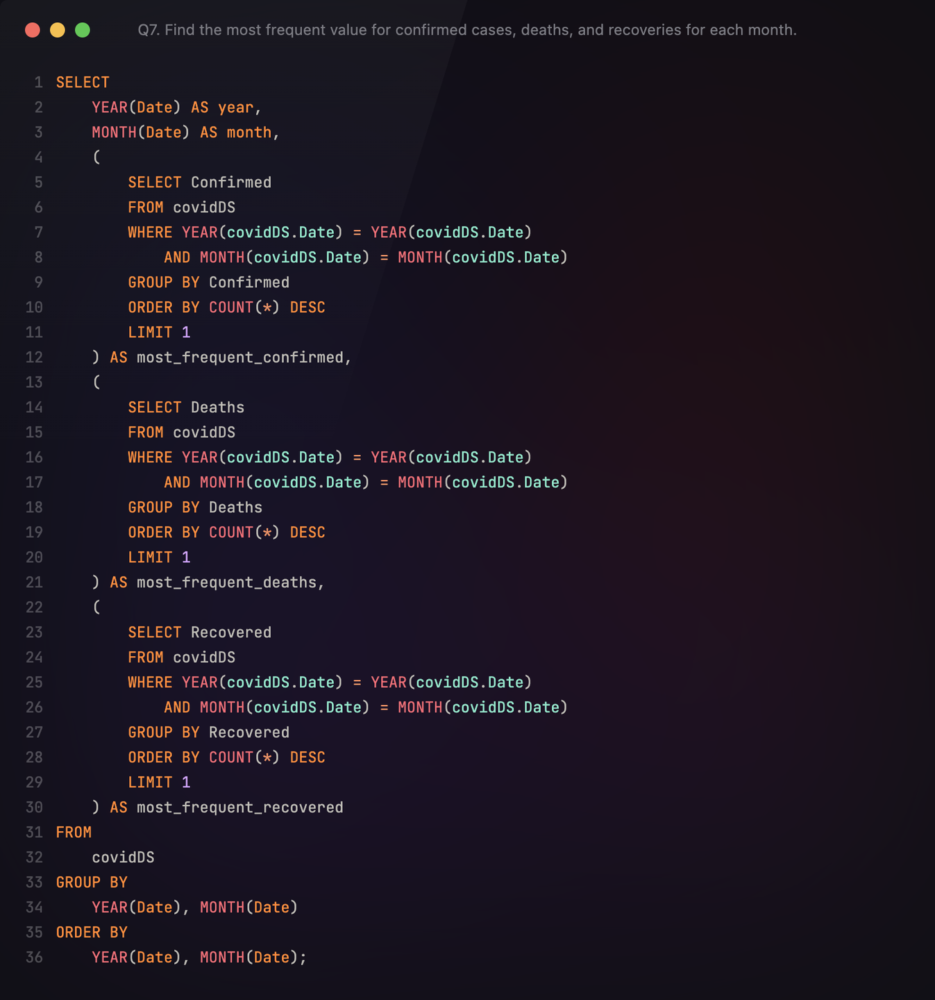 Q7. Find the most frequent value for confirmed cases, deaths, and recoveries for each month.
1 SELECT
2     YEAR(Date) AS year,
3     MONTH(Date) AS month,
4     (
5         SELECT Confirmed
6         FROM covidDS
7         WHERE YEAR(covidDS.Date) = YEAR(covidDS.Date)
8             AND MONTH(covidDS.Date) = MONTH(covidDS.Date)
9         GROUP BY Confirmed
10         ORDER BY COUNT(*) DESC
11         LIMIT 1
12     ) AS most_frequent_confirmed,
13     (
14         SELECT Deaths
15         FROM covidDS
16         WHERE YEAR(covidDS.Date) = YEAR(covidDS.Date)
17             AND MONTH(covidDS.Date) = MONTH(covidDS.Date)
18         GROUP BY Deaths
19         ORDER BY COUNT(*) DESC
20         LIMIT 1
21     ) AS most_frequent_deaths,
22     (
23         SELECT Recovered
24         FROM covidDS
25         WHERE YEAR(covidDS.Date) = YEAR(covidDS.Date)
26             AND MONTH(covidDS.Date) = MONTH(covidDS.Date)
27         GROUP BY Recovered
28         ORDER BY COUNT(*) DESC
29         LIMIT 1
30     ) AS most_frequent_recovered
31 FROM
32     covidDS
33 GROUP BY
34     YEAR(Date), MONTH(Date)
35 ORDER BY
36     YEAR(Date), MONTH(Date);